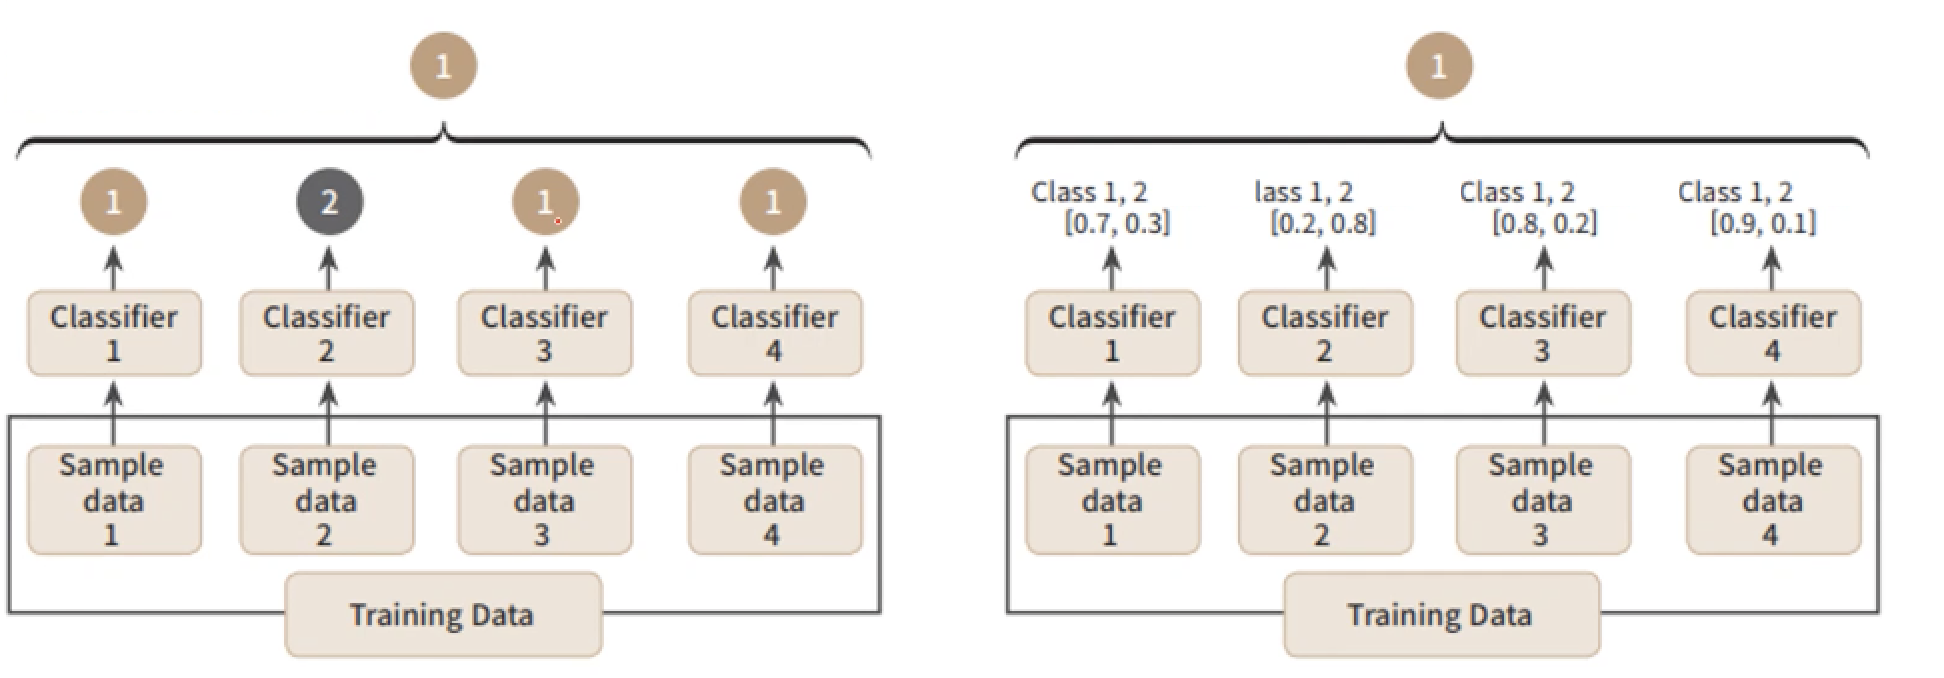 1
1
1
2
1
1
Class 1, 2
lass 1, 2
Class 1, 2
Class 1, 2
[0.7, 0.3]
[0.2, 0.8]
[0.8, 0.2]
[0.9, 0.1]
Classifier
1
Classifier
2
Classifier
3
Classifier
4
Classifier
1
Classifier
2
Classifier
3
Classifier
4
Sample
data
1
Sample
data
2
Sample
data
3
Sample
data
4
Sample
data
1
Sample
data
2
Sample
data
3
Sample
data
4
Training Data
Training Data